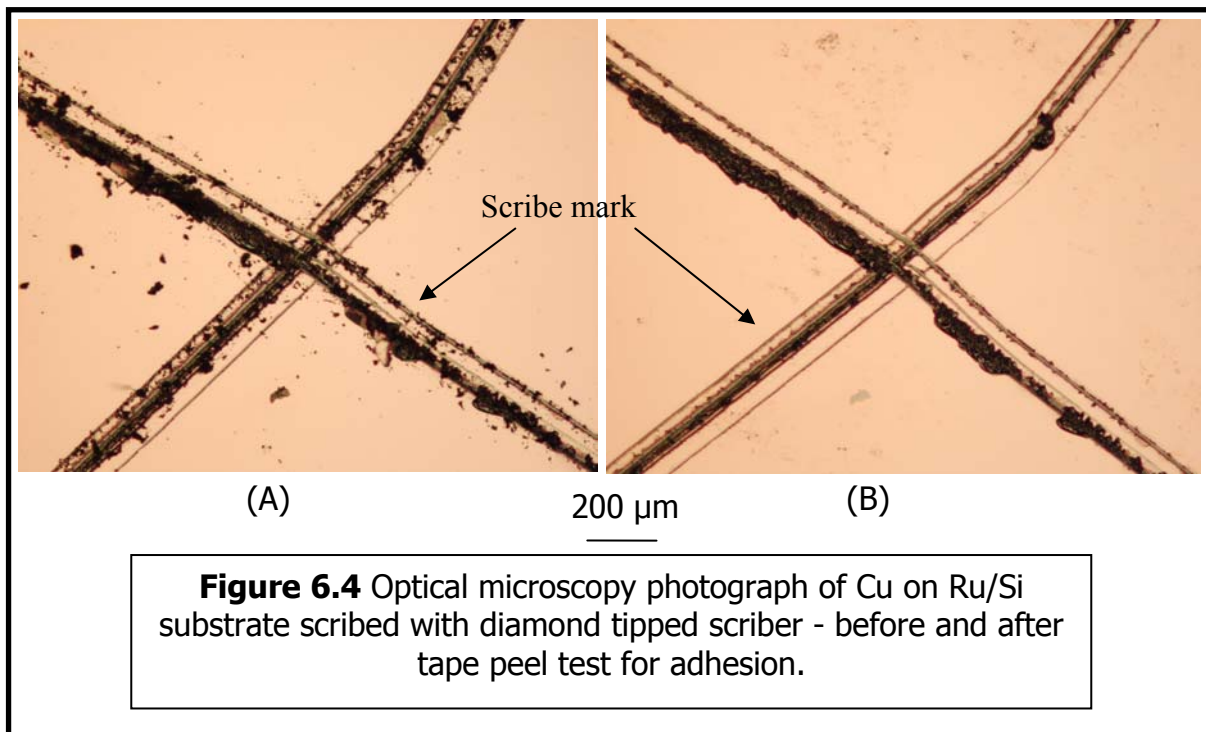 Scribe mark
(A)
(B)
200 µm
Figure 6.4 Optical microscopy photograph of Cu on Ru/Si
substrate scribed with diamond tipped scriber - before and after
tape peel test for adhesion.